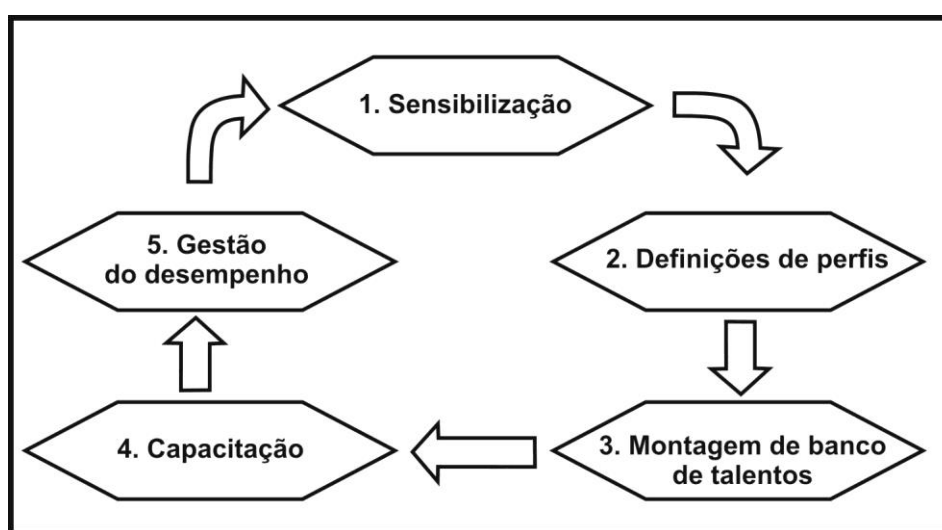 1. Sensibilização
2. Definições de perfis
3. Montagem de banco
de talentos
4. Capacitação
5. Gestão
do desempenho